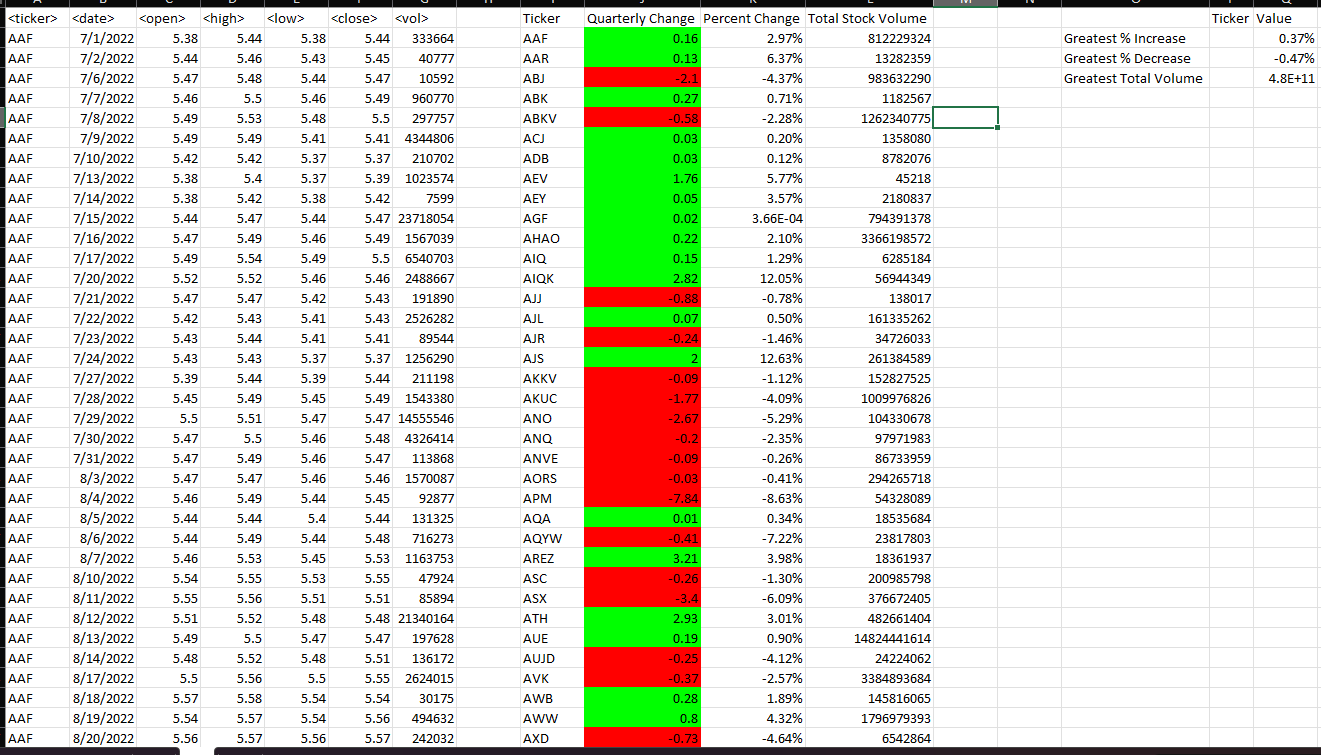 <ticker> <date> <open> <high> <low> <close> <vol> Ticker Quarterly Change Percent Change Total Stock Volume Ticker Value
AAF 7/1/2022 5.38 5.44 5.38 5.44 333664 AAF 0.16 2.97% 812229324 Greatest % Increase 0.37%
AAF 7/2/2022 5.44 5.46 5.43 5.45 40777 AAR 0.13 6.37% 13282359 Greatest % Decrease -0.47%
AAF 7/6/2022 5.47 5.48 5.44 5.47 10592 ABJ -2.1 -4.37% 983632290 Greatest Total Volume 4.8E+11
AAF 7/7/2022 5.46 5.5 5.46 5.49 960770 ABK 0.27 0.71% 1182567
AAF 7/8/2022 5.49 5.53 5.48 5.5 297757 ABKV -0.58 -2.28% 1262340775
AAF 7/9/2022 5.49 5.49 5.41 5.41 4344806 ACJ 0.03 0.20% 1358080
AAF 7/10/2022 5.42 5.42 5.37 5.37 210702 ADB 0.03 0.12% 8782076
AAF 7/13/2022 5.38 5.4 5.37 5.39 1023574 AEV 1.76 5.77% 45218
AAF 7/14/2022 5.38 5.42 5.38 5.42 7599 AEY 0.05 3.57% 2180837
AAF 7/15/2022 5.44 5.47 5.44 5.47 23718054 AGF 0.02 3.66E-04 794391378
AAF 7/16/2022 5.47 5.49 5.46 5.49 1567039 AHAO 0.22 2.10% 3366198572
AAF 7/17/2022 5.49 5.54 5.49 5.5 6540703 AIQ 0.15 1.29% 6285184
AAF 7/20/2022 5.52 5.52 5.46 5.46 2488667 AIQK 2.82 12.05% 56944349
AAF 7/21/2022 5.47 5.47 5.42 5.43 191890 AJJ -0.88 -0.78% 138017
AAF 7/22/2022 5.42 5.43 5.41 5.43 2526282 AJL 0.07 0.50% 161335262
AAF 7/23/2022 5.43 5.44 5.41 5.41 89544 AJR -0.24 -1.46% 34726033
AAF 7/24/2022 5.43 5.43 5.37 5.37 1256290 AJS 2 12.63% 261384589
AAF 7/27/2022 5.39 5.44 5.39 5.44 211198 AKKV -0.09 -1.12% 152827525
AAF 7/28/2022 5.45 5.49 5.45 5.49 1543380 AKUC -1.77 -4.09% 1009976826
AAF 7/29/2022 5.5 5.51 5.47 5.47 14555546 ANO -2.67 -5.29% 104330678
AAF 7/30/2022 5.47 5.5 5.46 5.48 4326414 ANQ -0.2 -2.35% 97971983
AAF 7/31/2022 5.47 5.49 5.46 5.47 113868 ANVE -0.09 -0.26% 86733959
AAF 8/3/2022 5.47 5.47 5.46 5.46 1570087 AORS -0.03 -0.41% 294265718
AAF 8/4/2022 5.46 5.49 5.44 5.45 92877 APM -7.84 -8.63% 54328089
AAF 8/5/2022 5.44 5.44 5.4 5.44 131325 AQA 0.01 0.34% 18535684
AAF 8/6/2022 5.44 5.49 5.44 5.48 716273 AQYW -0.41 -7.22% 23817803
AAF 8/7/2022 5.46 5.53 5.45 5.53 1163753 AREZ 3.21 3.98% 18361937
AAF 8/10/2022 5.54 5.55 5.53 5.55 47924 ASC -0.26 -1.30% 200985798
AAF 8/11/2022 5.55 5.56 5.51 5.51 85894 ASX -3.4 -6.09% 376672405
AAF 8/12/2022 5.51 5.52 5.48 5.48 21340164 ATH 2.93 3.01% 482661404
AAF 8/13/2022 5.49 5.5 5.47 5.47 197628 AUE 0.19 0.90% 14824441614
AAF 8/14/2022 5.48 5.52 5.48 5.51 136172 AUJD -0.25 -4.12% 24224062
AAF 8/17/2022 5.5 5.56 5.5 5.55 2624015 AVK -0.37 -2.57% 3384893684
AAF 8/18/2022 5.57 5.58 5.54 5.54 30175 AWB 0.28 1.89% 145816065
AAF 8/19/2022 5.54 5.57 5.54 5.56 494632 AWW 0.8 4.32% 1796979393
AAF 8/20/2022 5.56 5.57 5.56 5.57 242032 AXD -0.73 -4.64% 6542864